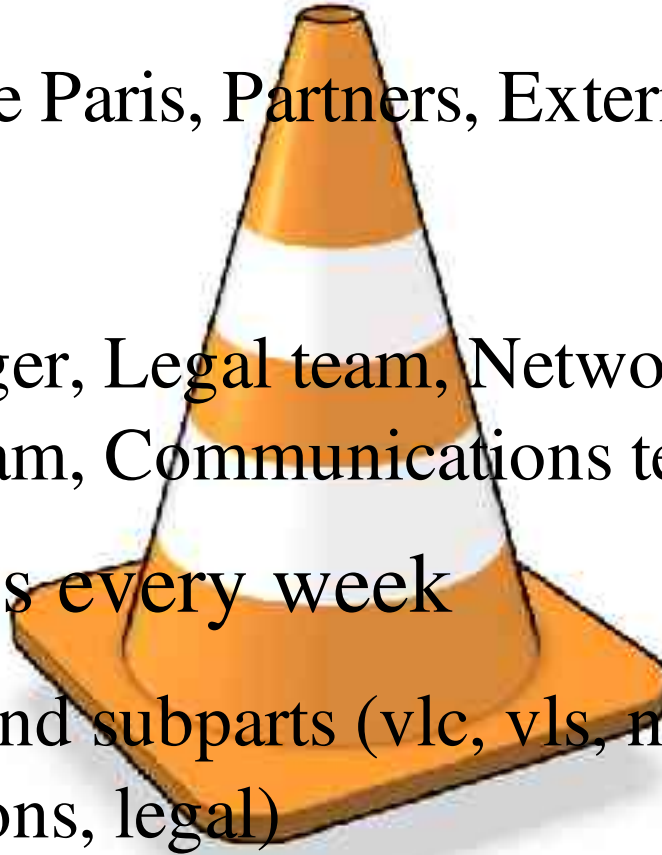 e Paris, Partners, Exter
ger, Legal team, Netwo
am, Communications te
s every week
nd subparts (vlc, vls, m
ons, legal)